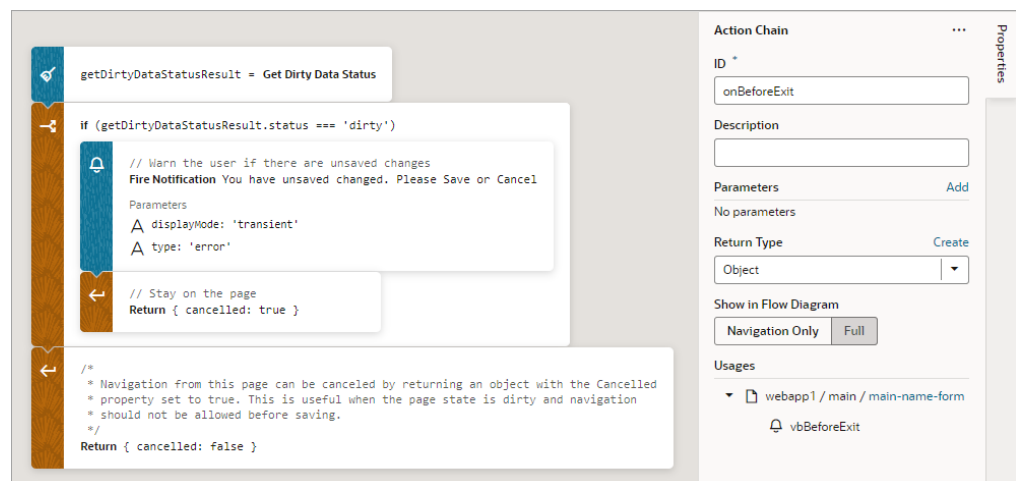 getDirtyDataStatusResult = Get Dirty Data Status
if (getDirtyDataStatusResult.status === 'dirty')
// Warn the user if there are unsaved changes
Fire Notification You have unsaved changed. Please Save or Cancel
Parameters
A displayMode: 'transient'
A type: 'error'
// Stay on the page
Return { cancelled: true }
/*
* Navigation from this page can be canceled by returning an object with the Cancelled
* property set to true. This is useful when the page state is dirty and navigation
* should not be allowed before saving.
*/
Return { cancelled: false }
Action Chain
ID *
onBeforeExit
Description
Parameters Add
No parameters
Return Type Create
Object
Show in Flow Diagram
Navigation Only Full
Usages
webapp1 / main / main-name-form
vbBeforeExit
Properties